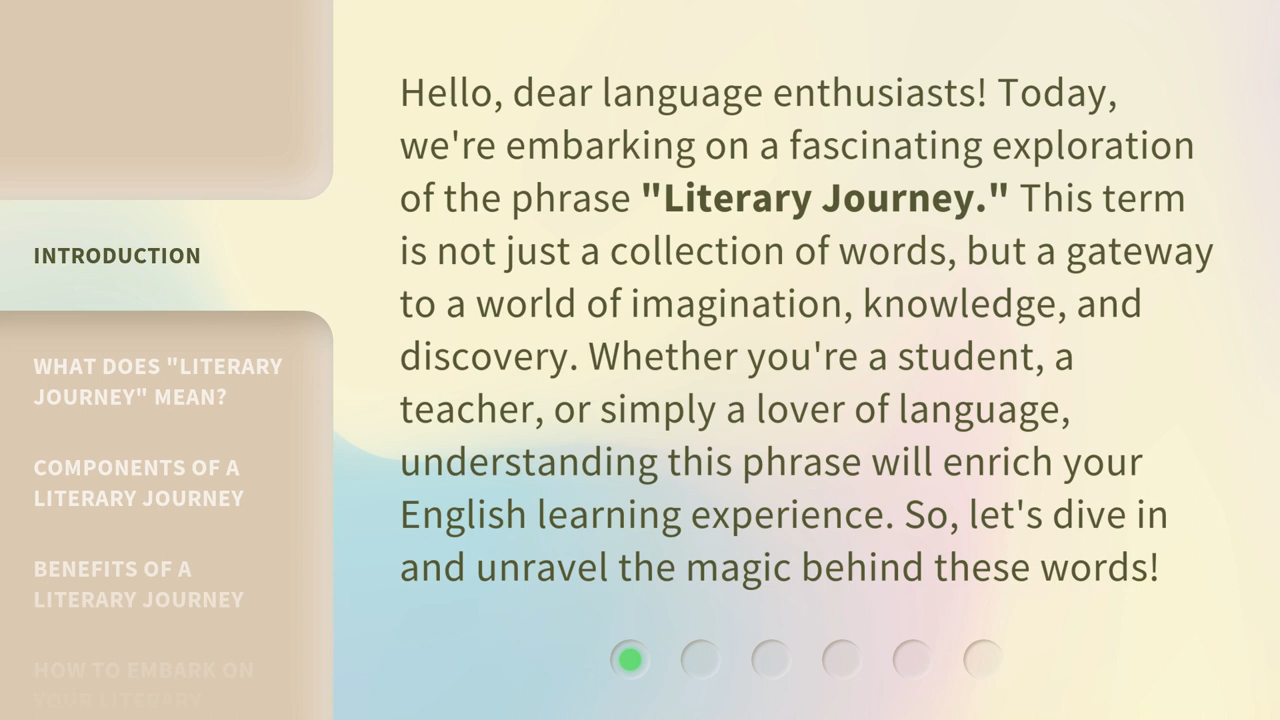 INTRODUCTION
WHAT DOES "LITERARY
JOURNEY" MEAN?
COMPONENTS OF A
LITERARY JOURNEY
BENEFITS OF A
LITERARY JOURNEY
HOW TO EMBARK ON
YOUR LITERARY
Hello, dear language enthusiasts! Today,
we're embarking on a fascinating exploration
of the phrase "Literary Journey." This term
is not just a collection of words, but a gateway
to a world of imagination, knowledge, and
discovery. Whether you're a student, a
teacher, or simply a lover of language,
understanding this phrase will enrich your
English learning experience. So, let's dive in
and unravel the magic behind these words!